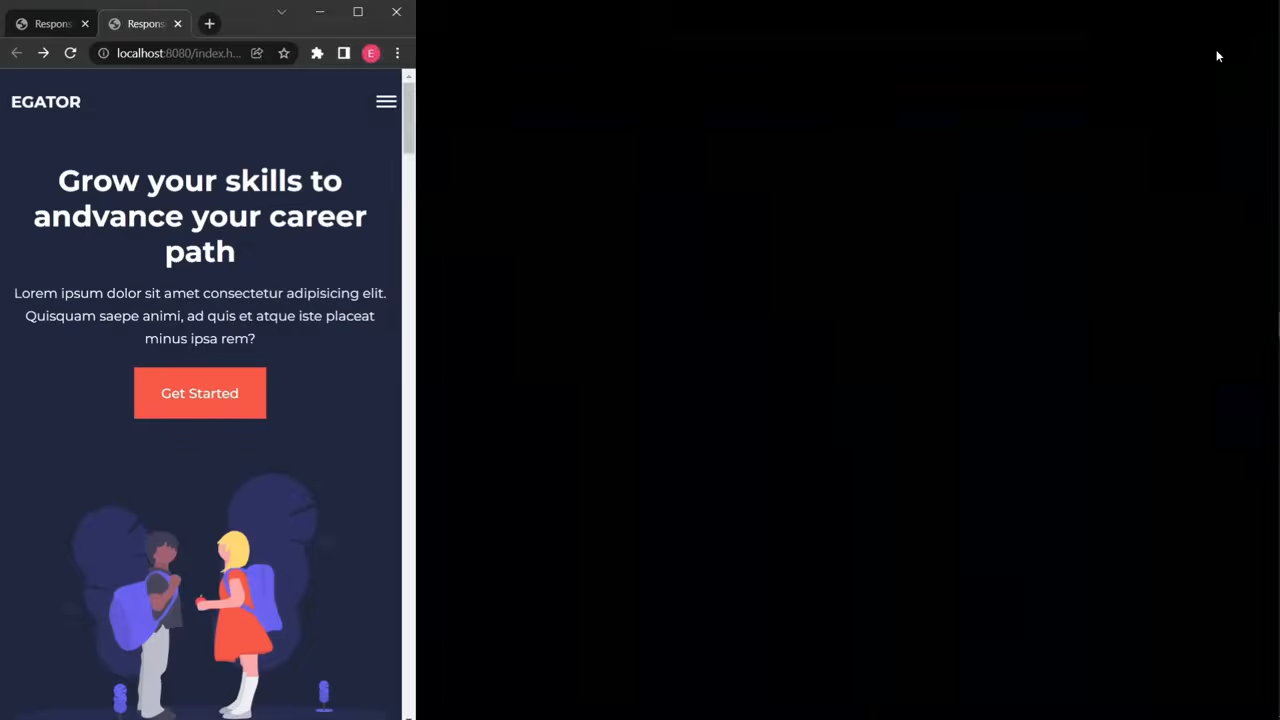 Respons
Respons
localhost:8080/index.h...
E
EGATOR
Grow your skills to
andvance your career
path
Lorem ipsum dolor sit amet consectetur adipisicing elit.
Quisquam saepe animi, ad quis et atque iste placeat
minus ipsa rem?
Get Started